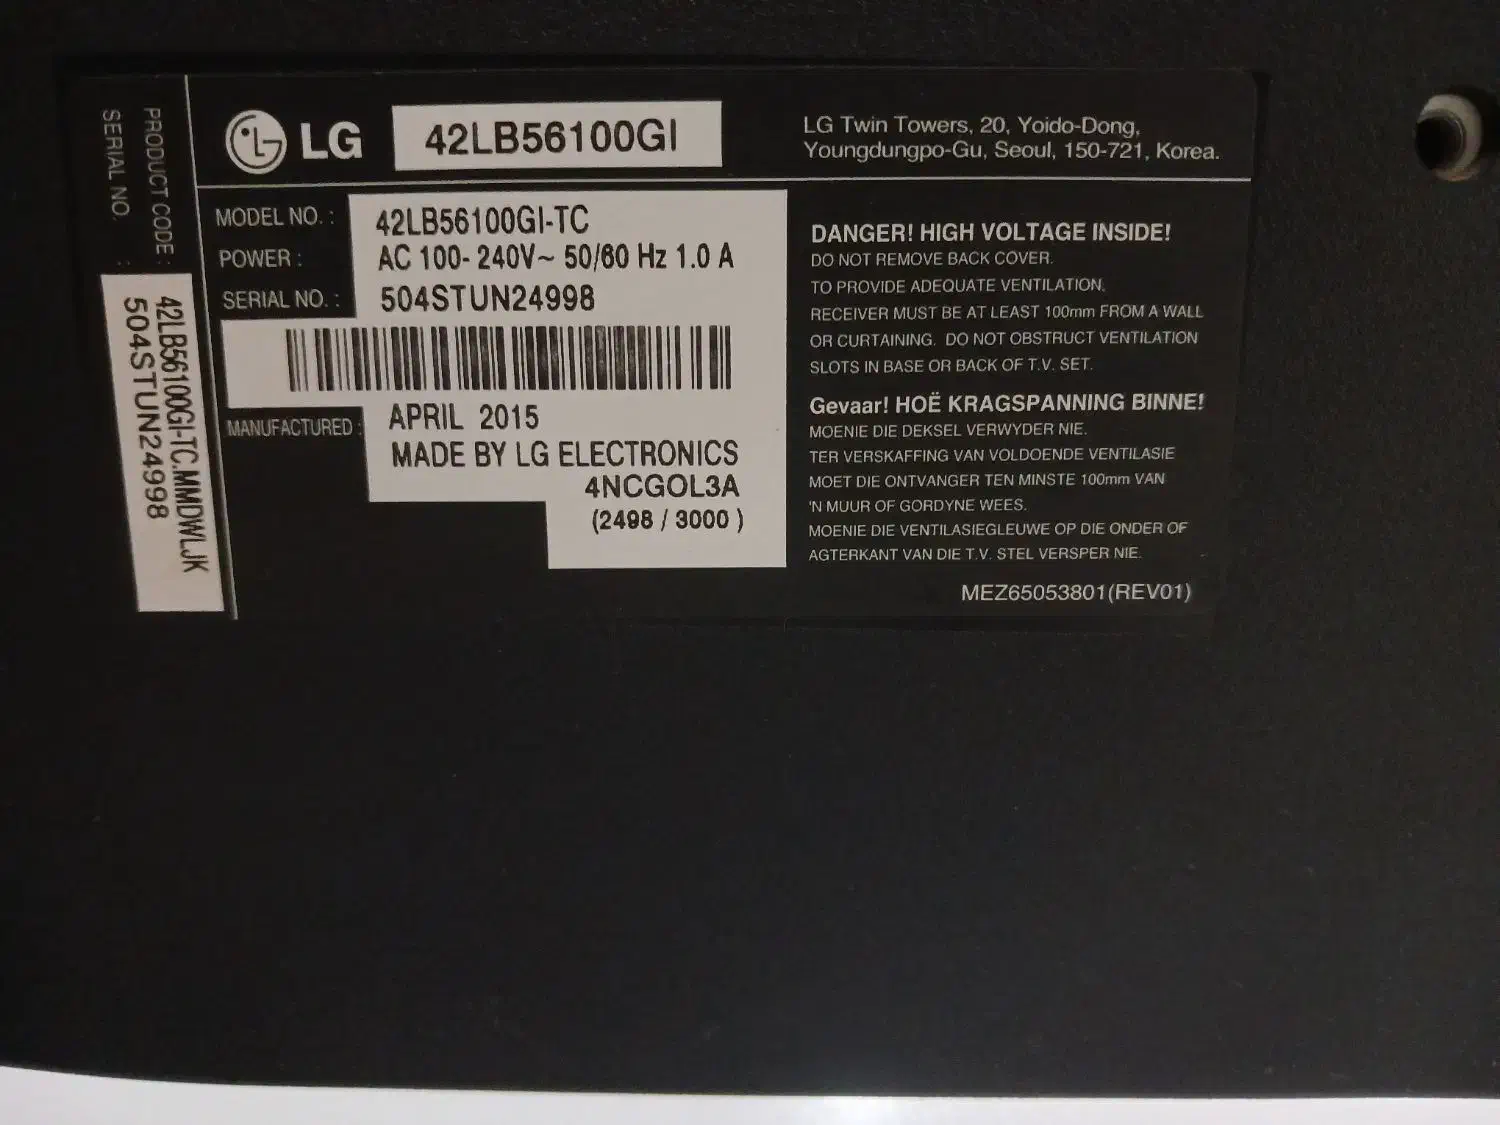 PRODUCT CODE :
SERIAL NO. :
42LB56100GI-TC.MMDWLJK
504STUN24998
LG
42LB56100GI
LG Twin Towers, 20, Yoido-Dong,
Youngdungpo-Gu, Seoul, 150-721, Korea.
MODEL NO. : 42LB56100GI-TC
POWER : AC 100- 240V~ 50/60 Hz 1.0 A
SERIAL NO. : 504STUN24998
MANUFACTURED : APRIL 2015
MADE BY LG ELECTRONICS
4NCGOL3A
(2498 / 3000 )
DANGER! HIGH VOLTAGE INSIDE!
DO NOT REMOVE BACK COVER.
TO PROVIDE ADEQUATE VENTILATION,
RECEIVER MUST BE AT LEAST 100mm FROM A WALL
OR CURTAINING. DO NOT OBSTRUCT VENTILATION
SLOTS IN BASE OR BACK OF T.V. SET.
Gevaar! HOË KRAGSPANNING BINNE!
MOENIE DIE DEKSEL VERWYDER NIE.
TER VERSKAFFING VAN VOLDOENDE VENTILASIE
MOET DIE ONTVANGER TEN MINSTE 100mm VAN
'N MUUR OF GORDYNE WEES.
MOENIE DIE VENTILASIEGLEUWE OP DIE ONDER OF
AGTERKANT VAN DIE T.V. STEL VERSPER NIE.
MEZ65053801(REV01)